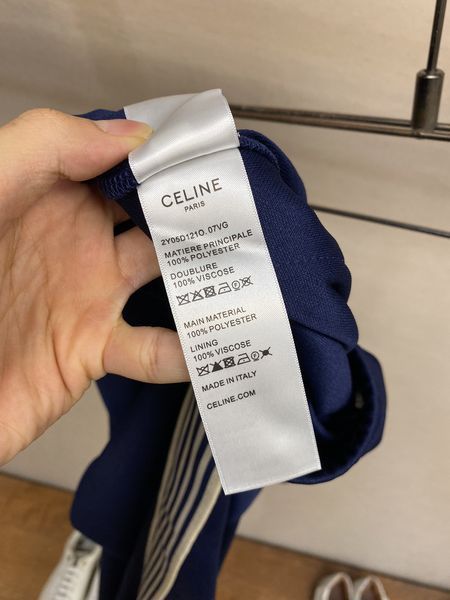 CELINE
PARIS
2Y05D121O.07VG
MATIERE PRINCIPALE
100% POLYESTER
DOUBLURE
100% VISCOSE
MAIN MATERIAL
100% POLYESTER
LINING
100% VISCOSE
MADE IN ITALY
CELINE.COM